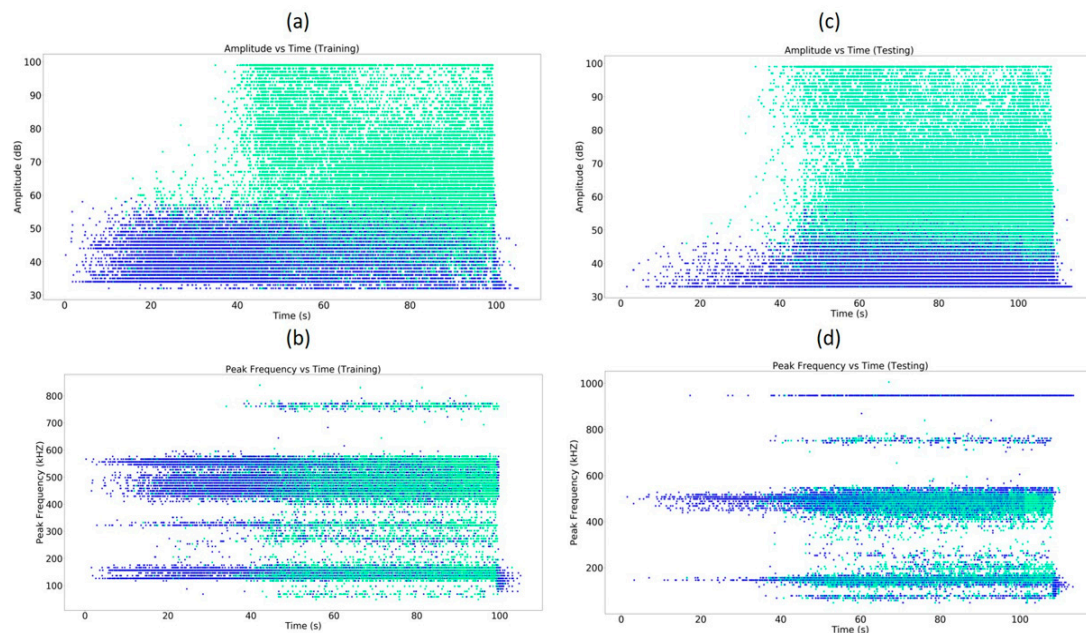 (a)
Amplitude vs Time (Training)
100
90
80
70
60
50
40
30
Amplitude (dB)
0 20 40 60 80 100
Time (s)
(c)
Amplitude vs Time (Testing)
100
90
80
70
60
50
40
30
Amplitude (dB)
0 20 40 60 80 100
Time (s)
(b)
Peak Frequency vs Time (Training)
800
700
600
500
400
300
200
100
Peak Frequency (kHZ)
0 20 40 60 80 100
Time (s)
(d)
Peak Frequency vs Time (Testing)
1000
800
600
400
200
Peak Frequency (kHZ)
0 20 40 60 80 100
Time (s)